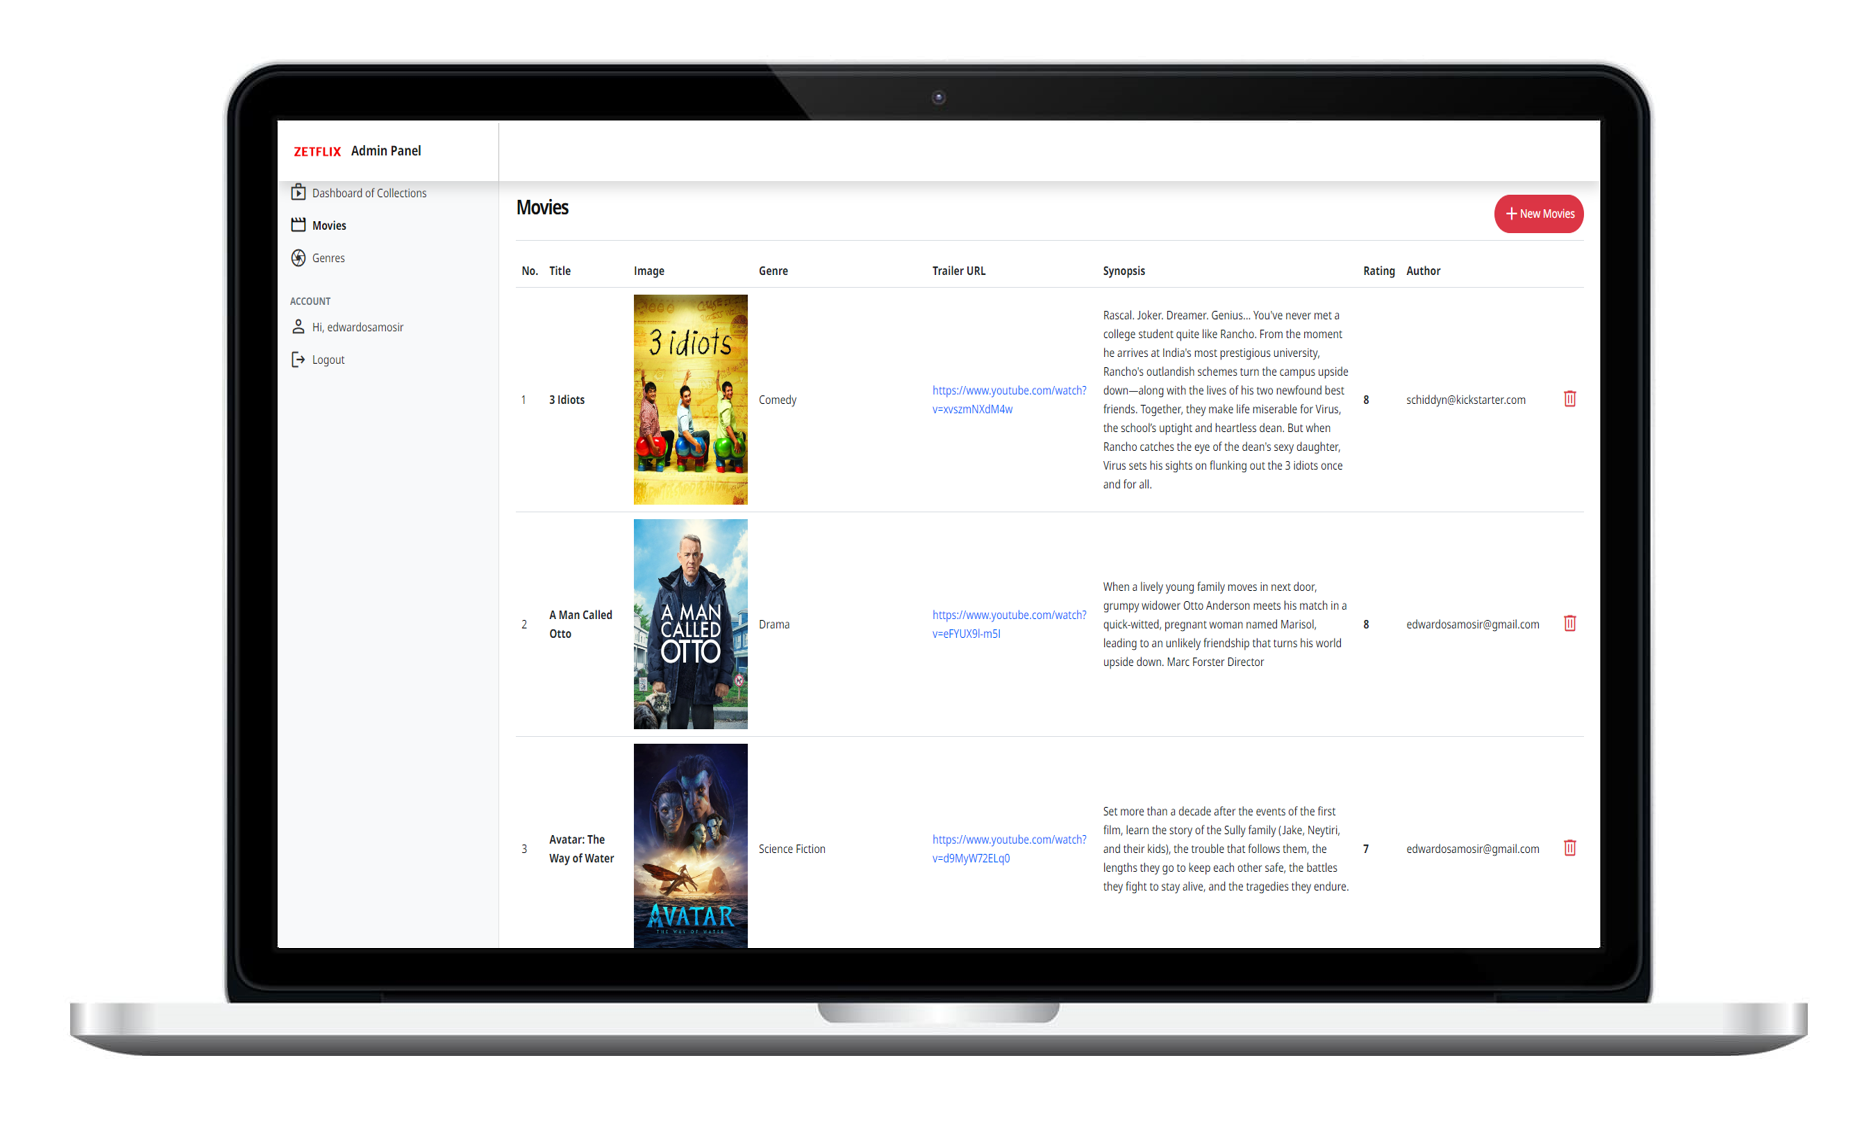 ZETFLIX Admin Panel
Dashboard of Collections
Movies
Genres
ACCOUNT
Hi, edwardosamosir
Logout
Movies
New Movies
No. Title Image Genre Trailer URL Synopsis Rating Author
1
3 Idiots
3 idiots
Comedy
https://www.youtube.com/watch?
v=xvszmNXdM4w
Rascal. Joker. Dreamer. Genius... You've never met a
college student quite like Rancho. From the moment
he arrives at India's most prestigious university,
Rancho's outlandish schemes turn the campus upside
down—along with the lives of his two newfound best
friends. Together, they make life miserable for Virus,
the school's uptight and heartless dean. But when
Rancho catches the eye of the dean's sexy daughter,
Virus sets his sights on flunking out the 3 idiots once
and for all.
8
schiddyn@kickstarter.com
2
A Man Called
Otto
A MAN
CALLED
OTTO
Drama
https://www.youtube.com/watch?
v=eFYUX9l-m5I
When a lively young family moves in next door,
grumpy widower Otto Anderson meets his match in a
quick-witted, pregnant woman named Marisol,
leading to an unlikely friendship that turns his world
upside down. Marc Forster Director
8
edwardosamosir@gmail.com
3
Avatar: The
Way of Water
AVATAR
THE WAY OF WATER
Science Fiction
https://www.youtube.com/watch?
v=d9MyW72ELq0
Set more than a decade after the events of the first
film, learn the story of the Sully family (Jake, Neytiri,
and their kids), the trouble that follows them, the
lengths they go to keep each other safe, the battles
they fight to stay alive, and the tragedies they endure.
7
edwardosamosir@gmail.com